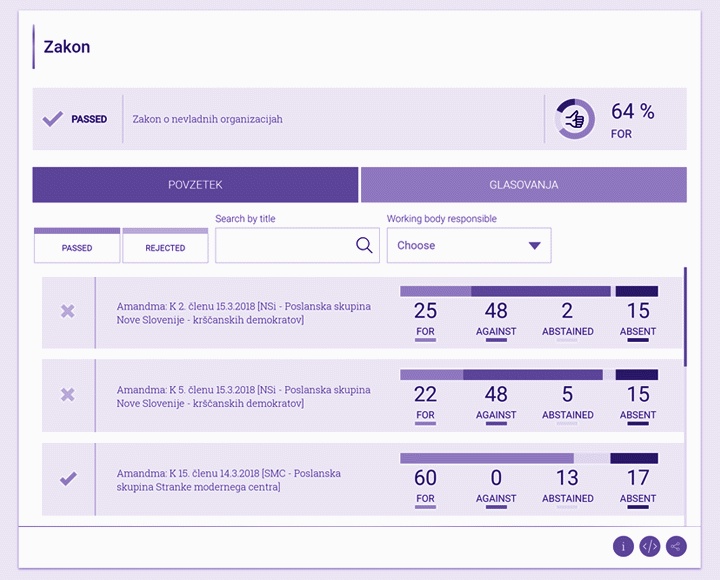 Zakon
PASSED
Zakon o nevladnih organizacijah
64 %
FOR
POVZETEK
GLASOVANJA
Search by title
Working body responsible
PASSED
REJECTED
Choose
Amandma: K 2. členu 15.3.2018 [NSi - Poslanska skupina
Nove Slovenije - krščanskih demokratov]
25 48 2 15
FOR AGAINST ABSTAINED ABSENT
Amandma: K 5. členu 15.3.2018 [NSi - Poslanska skupina
Nove Slovenije - krščanskih demokratov]
22 48 5 15
FOR AGAINST ABSTAINED ABSENT
Amandma: K 15. členu 14.3.2018 [SMC - Poslanska
skupina Stranke modernega centra]
60 0 13 17
FOR AGAINST ABSTAINED ABSENT
i </>